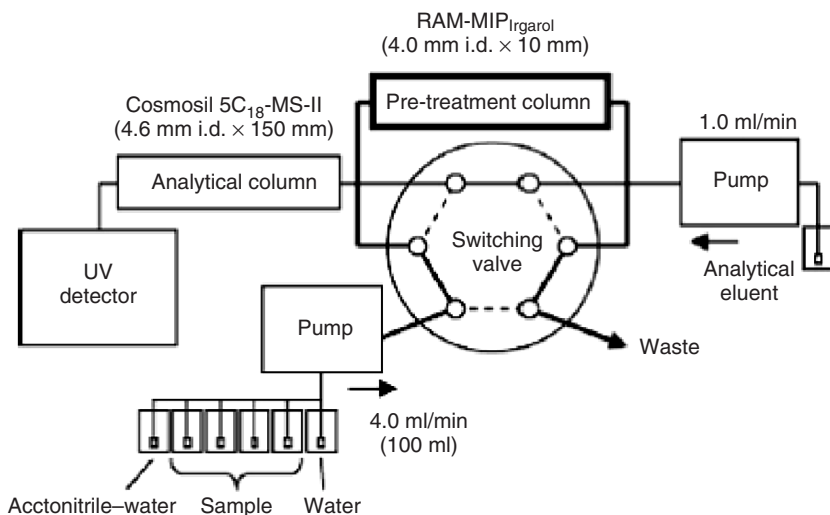 RAM-MIPIrgarol
(4.0 mm i.d. × 10 mm)
Cosmosil 5C18-MS-II
(4.6 mm i.d. × 150 mm)
Pre-treatment column
1.0 ml/min
Analytical column
Pump
Switching
valve
UV
detector
Analytical
eluent
Pump
Waste
4.0 ml/min
(100 ml)
Acctonitrile–water
Sample
Water